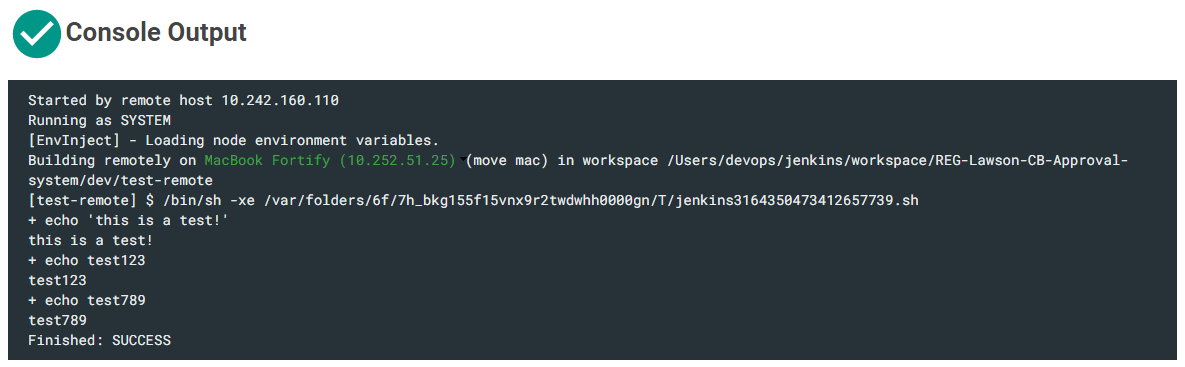 Console Output
Started by remote host 10.242.160.110
Running as SYSTEM
[EnvInject] - Loading node environment variables.
Building remotely on MacBook Fortify (10.252.51.25) (move mac) in workspace /Users/devops/jenkins/workspace/REG-Lawson-CB-Approval-
system/dev/test-remote
[test-remote] $ /bin/sh -xe /var/folders/6f/7h_bkg155f15vnx9r2twdwhh0000gn/T/jenkins3164350473412657739.sh
+ echo 'this is a test!'
this is a test!
+ echo test123
test123
+ echo test789
test789
Finished: SUCCESS